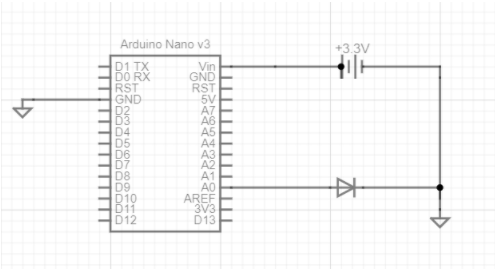 Arduino Nano v3
+3.3V
D1 TX Vin
D0 RX GND
RST RST
GND 5V
D2 A7
D3 A6
D4 A5
D5 A4
D6 A3
D7 A2
D8 A1
D9 A0
D10 AREF
D11 3V3
D12 D13